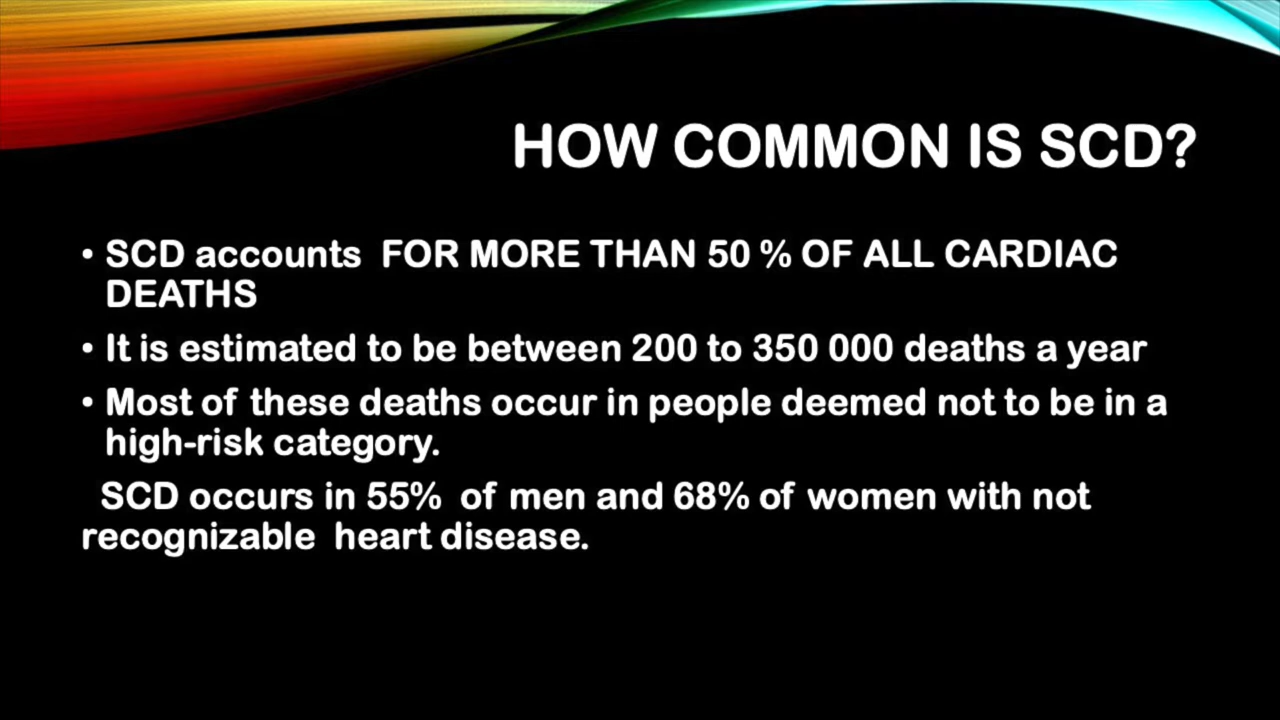 HOW COMMON IS SCD?
• SCD accounts  FOR MORE THAN 50 % OF ALL CARDIAC
DEATHS
• It is estimated to be between 200 to 350 000 deaths a year
• Most of these deaths occur in people deemed not to be in a
high-risk category.
SCD occurs in 55%  of men and 68% of women with not
recognizable  heart disease.